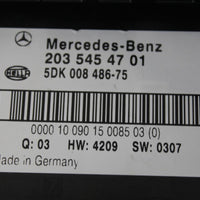 Mercedes-Benz
203 545 47 01
HELLA
5DK 008 486-75
0000 10 090 15 0085 03 (0)
Q: 03 HW: 4209 SW: 0307
Made in Germany